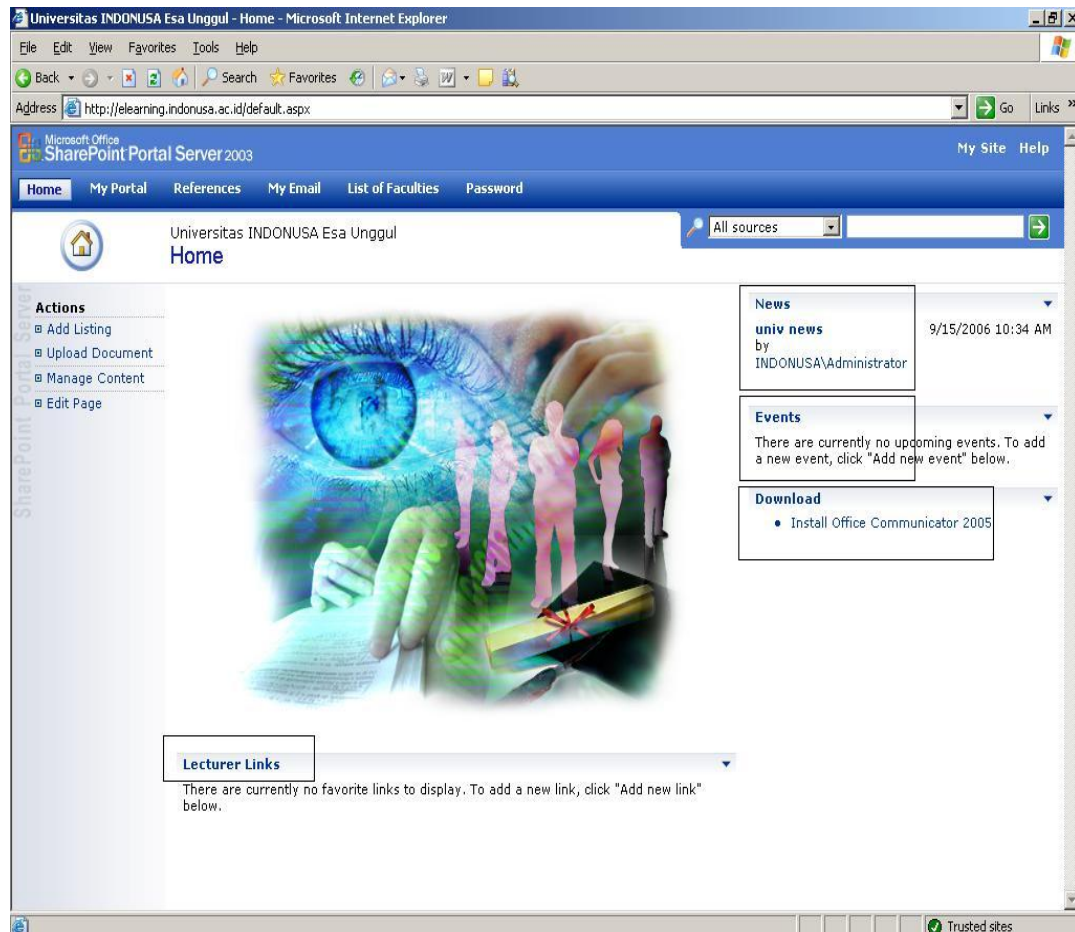 Universitas INDONUSA Esa Unggul - Home - Microsoft Internet Explorer
File Edit View Favorites Tools Help
Back Search Favorites
Address http://elearning.indonusa.ac.id/default.aspx Go Links »
Microsoft Office
SharePoint Portal Server 2003
My Site Help
Home My Portal References My Email List of Faculties Password
Universitas INDONUSA Esa Unggul
Home
All sources
SharePoint Portal Server
Actions
Add Listing
Upload Document
Manage Content
Edit Page
News
univ news 9/15/2006 10:34 AM
by
INDONUSA\Administrator
Events
There are currently no upcoming events. To add
a new event, click "Add new event" below.
Download
• Install Office Communicator 2005
Lecturer Links
There are currently no favorite links to display. To add a new link, click "Add new link"
below.
Trusted sites